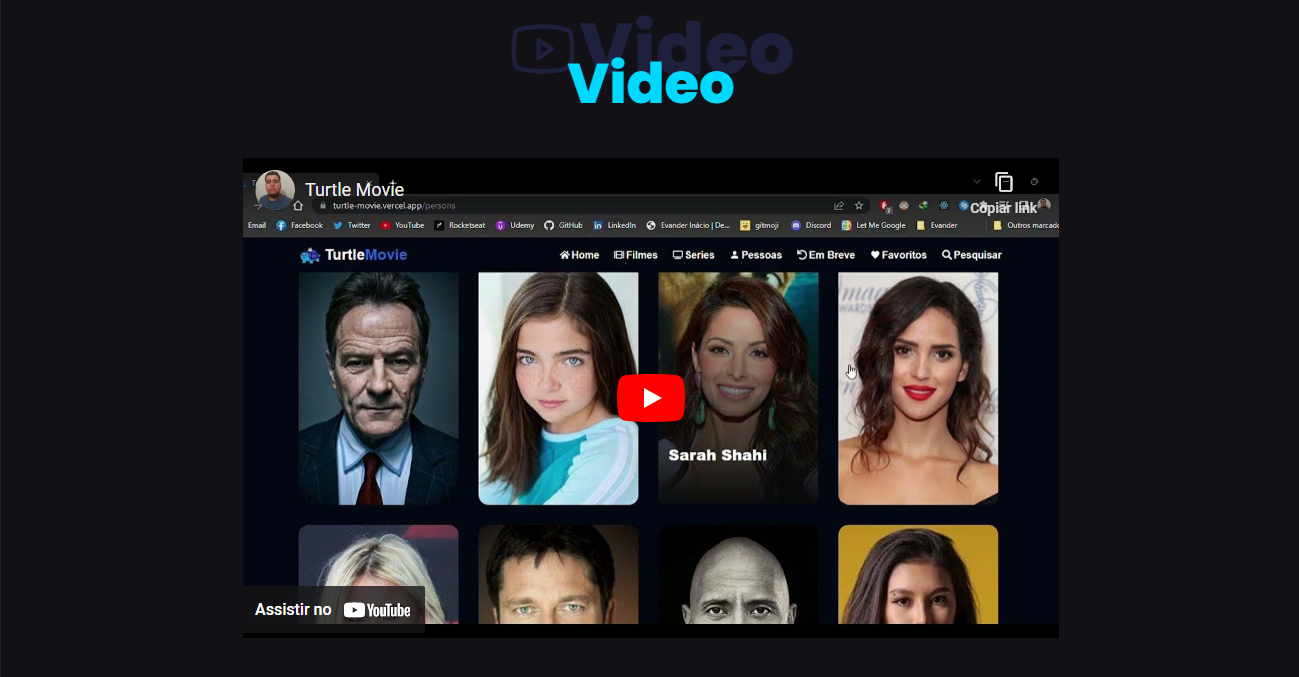 Video
Video
Turtle Movie
Copiar link
turtle-movie.vercel.app/persons
Email Facebook Twitter YouTube Rocketseat Udemy GitHub LinkedIn Evander Inácio | De... gitmoji Discord Let Me Google Evander Outros marcado
TurtleMovie Home Filmes Series Pessoas Em Breve Favoritos Pesquisar
Sarah Shahi
Assistir no YouTube